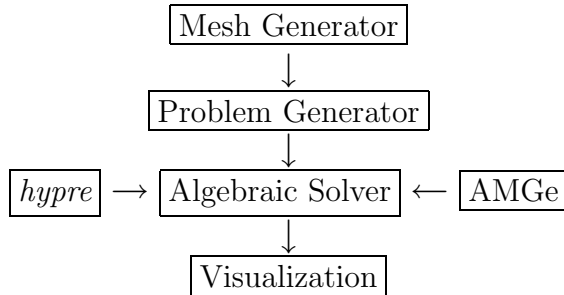 Mesh Generator
Problem Generator
hypre → Algebraic Solver ← AMGe
Visualization